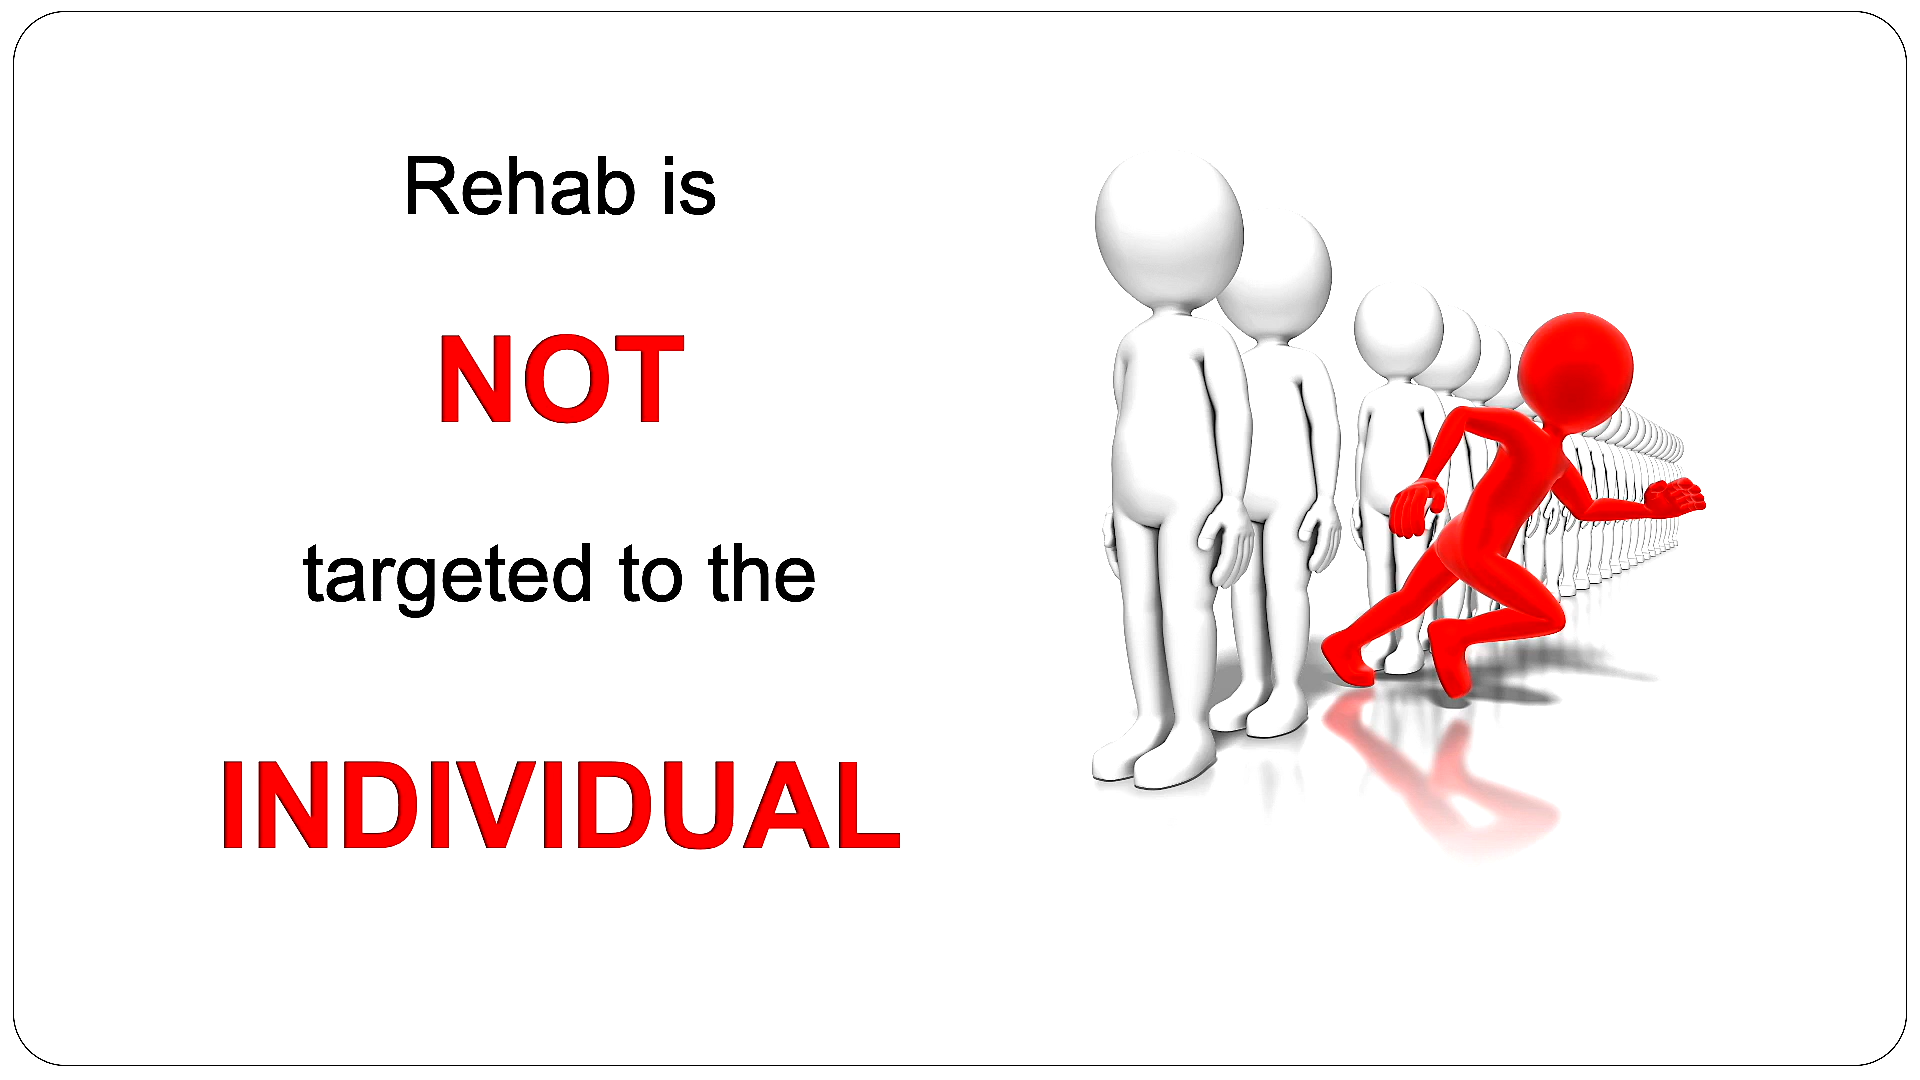 Rehab is
NOT
targeted to the
INDIVIDUAL